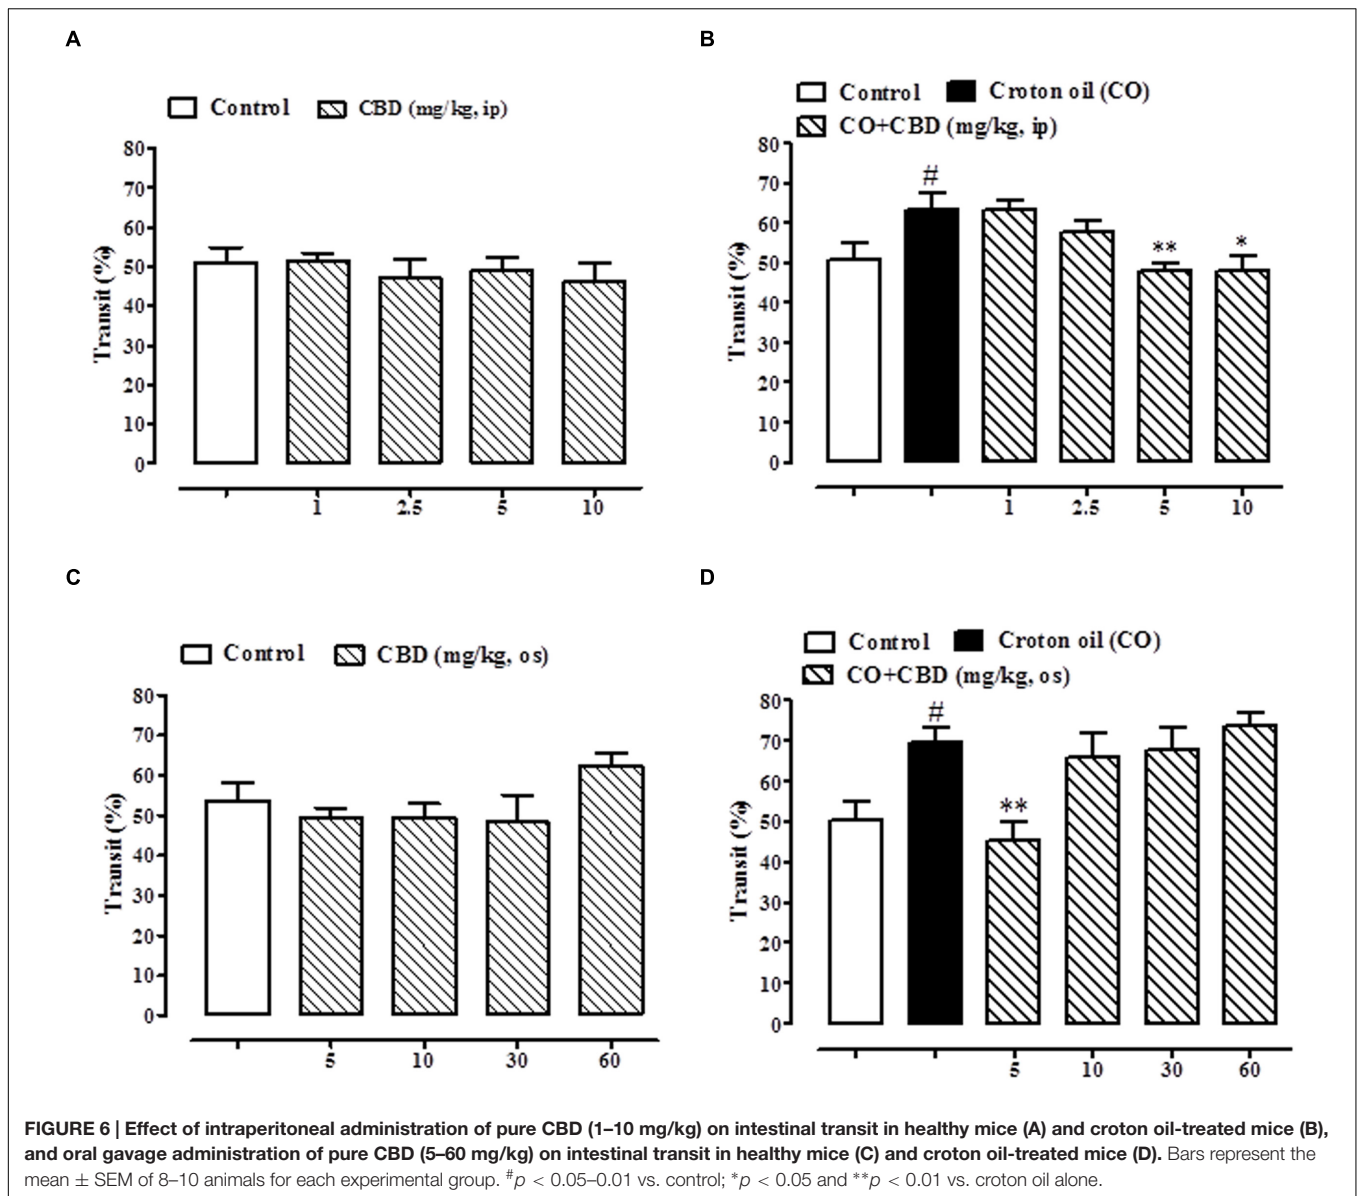 A
Control CBD (mg/kg, ip)
Transit (%)
80
70
60
50
40
30
20
10
0
1 2.5 5 10
B
Control Croton oil (CO)
CO+CBD (mg/kg, ip)
Transit (%)
80
70
60
50
40
30
20
10
0
# ** *
1 2.5 5 10
C
Control CBD (mg/kg, os)
Transit (%)
80
70
60
50
40
30
20
10
0
5 10 30 60
D
Control Croton oil (CO)
CO+CBD (mg/kg, os)
Transit (%)
80
70
60
50
40
30
20
10
0
# **
5 10 30 60
FIGURE 6 | Effect of intraperitoneal administration of pure CBD (1–10 mg/kg) on intestinal transit in healthy mice (A) and croton oil-treated mice (B),
and oral gavage administration of pure CBD (5–60 mg/kg) on intestinal transit in healthy mice (C) and croton oil-treated mice (D). Bars represent the
mean ± SEM of 8–10 animals for each experimental group. #p < 0.05–0.01 vs. control; *p < 0.05 and **p < 0.01 vs. croton oil alone.